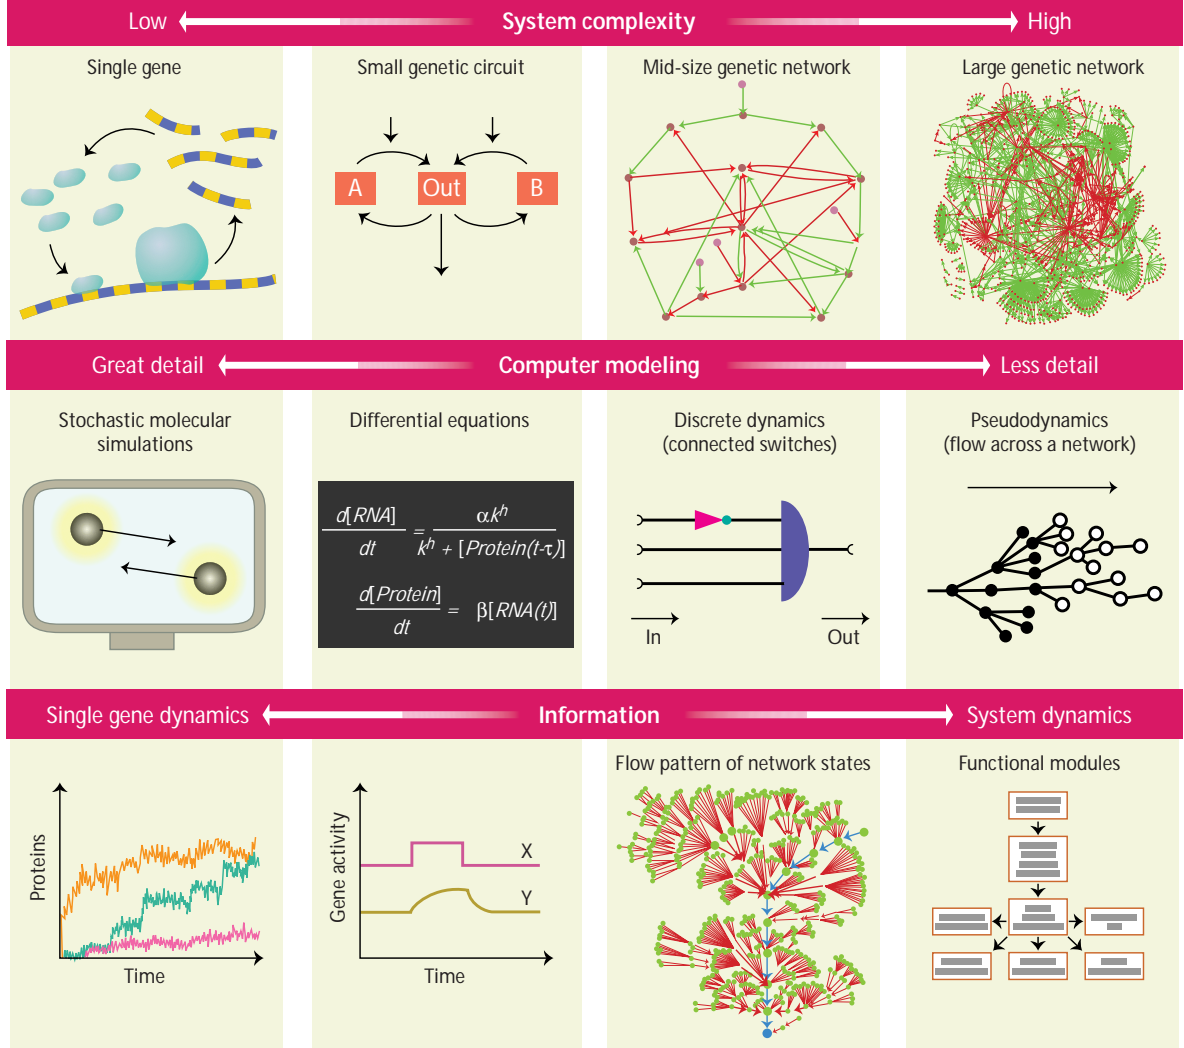 Low System complexity High
Single gene
Small genetic circuit
Mid-size genetic network
Large genetic network
A Out B
Great detail Computer modeling Less detail
Stochastic molecular
simulations
Differential equations
Discrete dynamics
(connected switches)
Pseudodynamics
(flow across a network)
d[RNA]/dt = αk^h / k^h + [Protein(t-τ)]
d[Protein]/dt = β[RNA(t)]
In Out
Single gene dynamics Information System dynamics
Flow pattern of network states
Functional modules
Proteins
Time
Gene activity
X
Y
Time